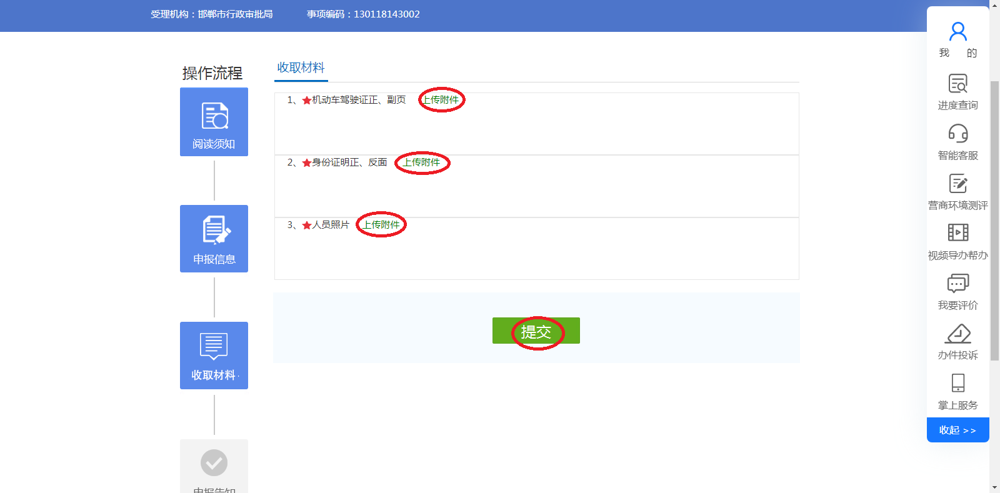 受理机构：邯郸市行政审批局 事项编码：130118143002
操作流程
阅读须知
申报信息
收取材料
申报告知
收取材料
1、★机动车驾驶证正、副页 上传附件
2、★身份证明正、反面 上传附件
3、★人员照片 上传附件
提交
我 的
进度查询
智能客服
营商环境测评
视频导办帮办
我要评价
办件投诉
掌上服务
收起 >>